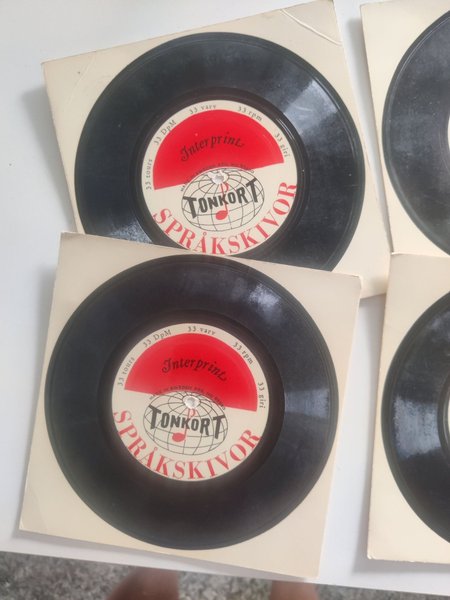 33 tours 33 DpM 33 varv 33 rpm 33 giri
Interprint
TONKORT
SPRÅKSKIVOR
33 tours 33 DpM 33 varv 33 rpm 33 giri
Interprint
TONKORT
SPRÅKSKIVOR